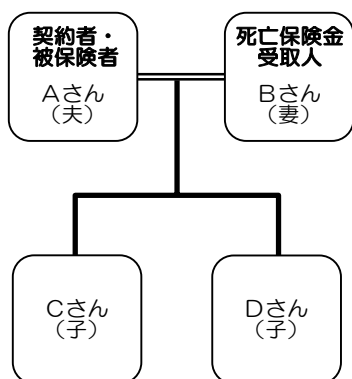 契約者・
被保険者
Aさん
（夫）
死亡保険金
受取人
Bさん
（妻）
Cさん
（子）
Dさん
（子）